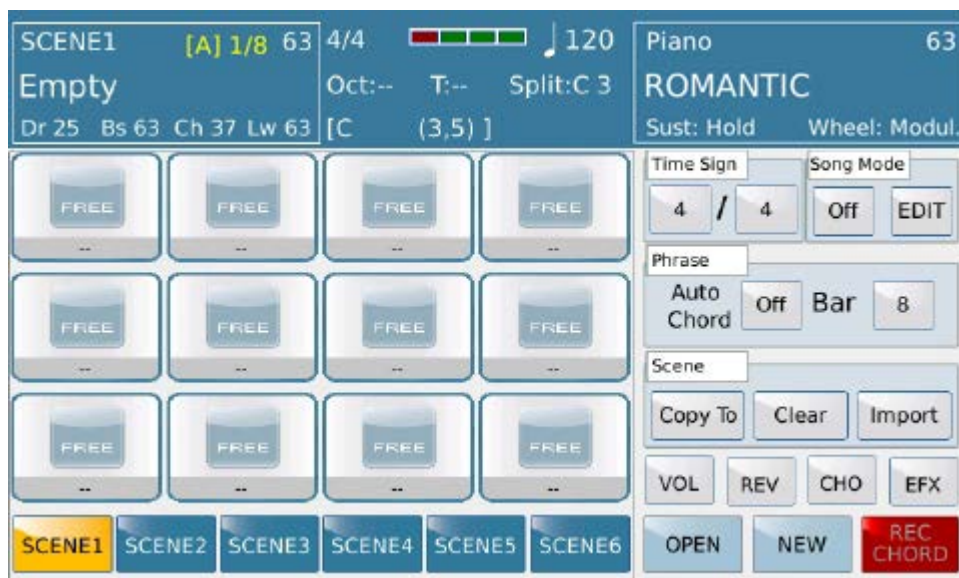 SCENE1 [A] 1/8 63
Empty
Dr 25 Bs 63 Ch 37 Lw 63
4/4 120
Oct:-- T:-- Split:C 3
[C (3,5) ]
Piano 63
ROMANTIC
Sust: Hold Wheel: Modul.
FREE FREE FREE FREE
-- -- -- --
FREE FREE FREE FREE
-- -- -- --
FREE FREE FREE FREE
-- -- -- --
SCENE1 SCENE2 SCENE3 SCENE4 SCENE5 SCENE6
Time Sign
4 / 4
Song Mode
Off EDIT
Phrase
Auto
Chord Off Bar 8
Scene
Copy To Clear Import
VOL REV CHO EFX
OPEN NEW REC
CHORD